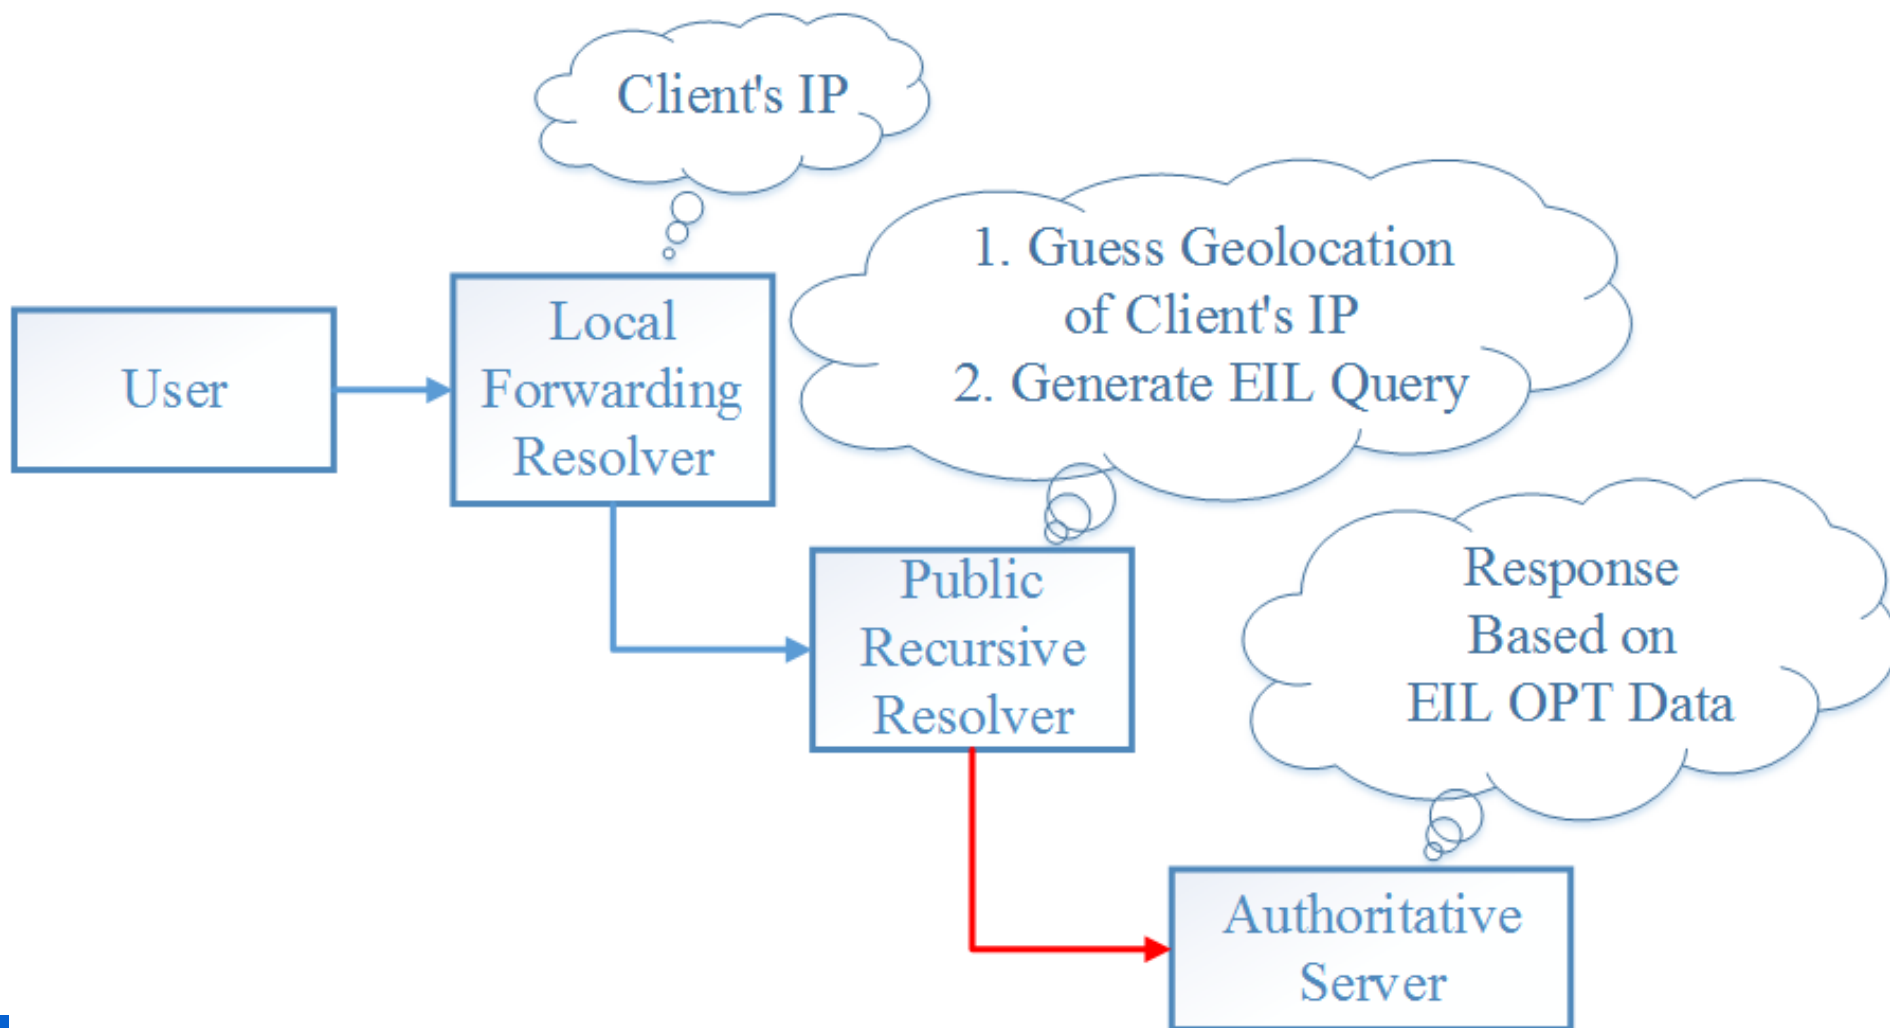 Client's IP
1. Guess Geolocation
of Client's IP
2. Generate EIL Query
User
Local
Forwarding
Resolver
Public
Recursive
Resolver
Response
Based on
EIL OPT Data
Authoritative
Server